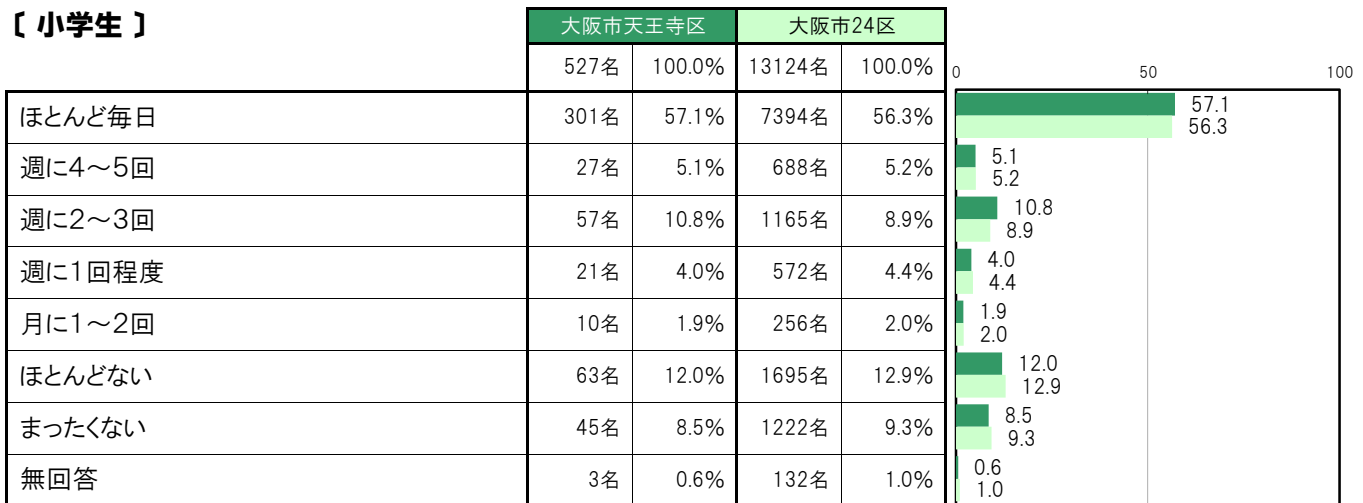 〔 小学生 〕
大阪市天王寺区 大阪市24区
527名 100.0% 13124名 100.0% 0 50 100
ほとんど毎日 301名 57.1% 7394名 56.3% 57.1
56.3
週に4～5回 27名 5.1% 688名 5.2% 5.1
5.2
週に2～3回 57名 10.8% 1165名 8.9% 10.8
8.9
週に1回程度 21名 4.0% 572名 4.4% 4.0
4.4
月に1～2回 10名 1.9% 256名 2.0% 1.9
2.0
ほとんどない 63名 12.0% 1695名 12.9% 12.0
12.9
まったくない 45名 8.5% 1222名 9.3% 8.5
9.3
無回答 3名 0.6% 132名 1.0% 0.6
1.0